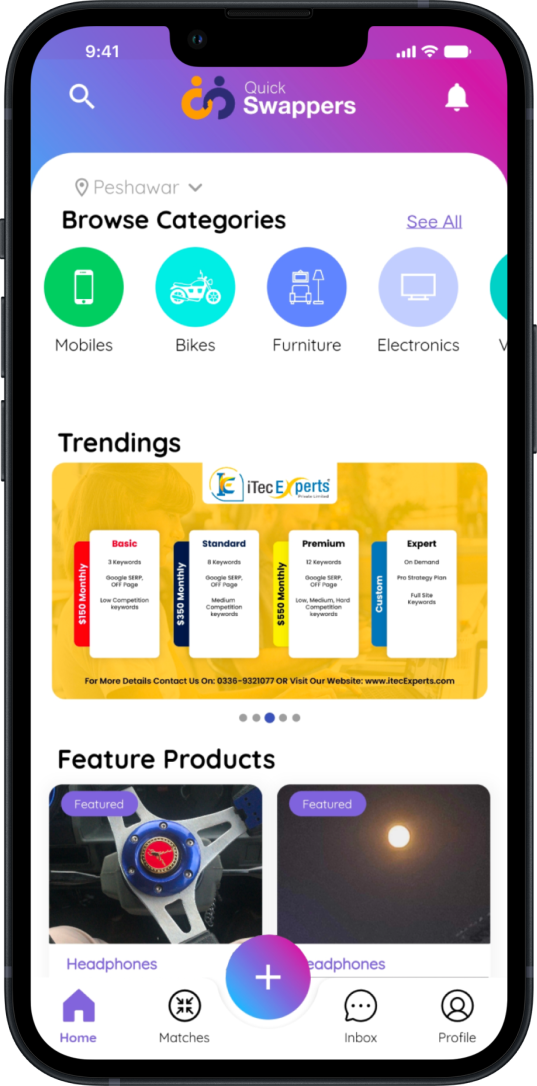 9:41
Quick
Swappers
Peshawar
Browse Categories
See All
Mobiles
Bikes
Furniture
Electronics
V
Trendings
iTec Experts
Private Limited
$150 Monthly
Basic
3 Keywords
Google SERP,
OFF Page
Low Competition
keywords
$350 Monthly
Standard
8 Keywords
Google SERP,
OFF Page
Medium
Competition
keywords
$550 Monthly
Premium
12 Keywords
Google SERP,
OFF Page
Low, Medium, Hard
Competition
keywords
Custom
Expert
On Demand
Pro Strategy Plan
Full Site
Keywords
For More Details Contact Us On: 0336-9321077 OR Visit Our Website: www.itecExperts.com
Feature Products
Featured
Featured
Headphones
eadphones
Home
Matches
Inbox
Profile